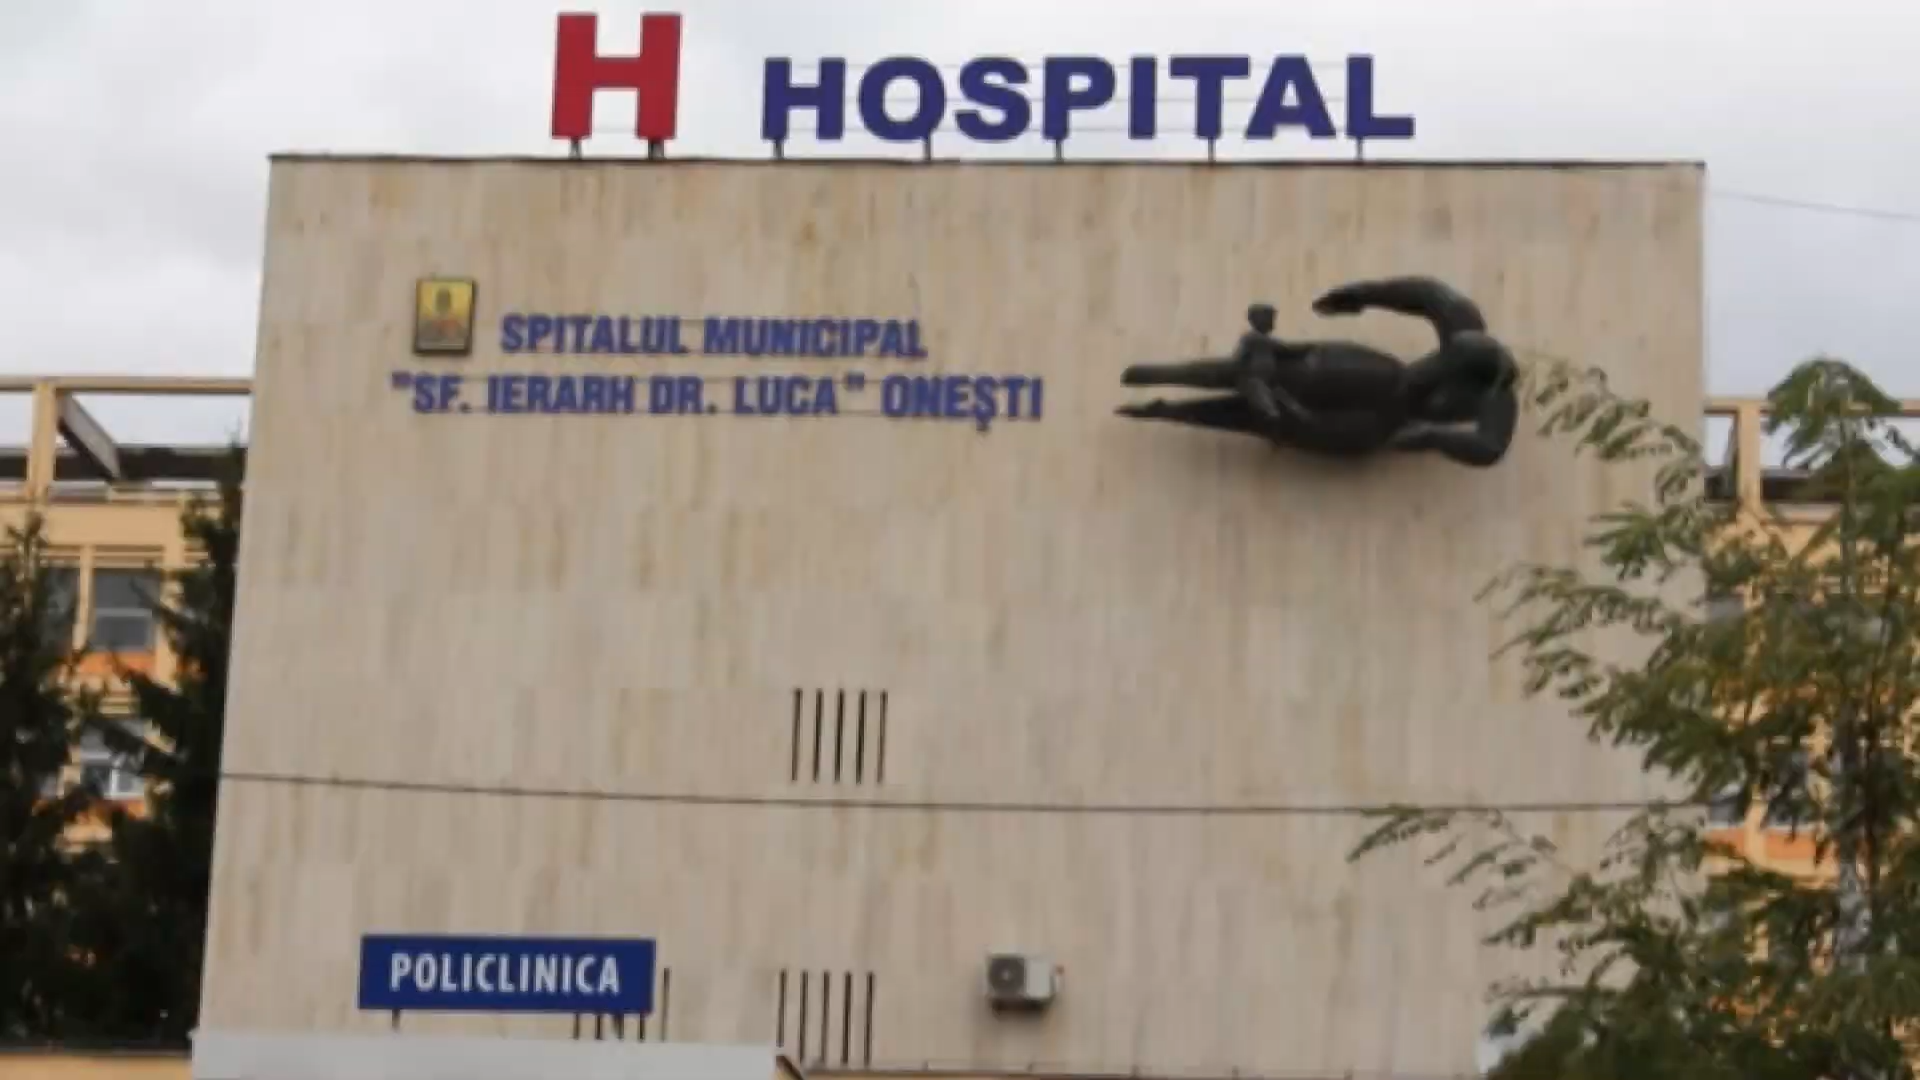 H HOSPITAL
SPITALUL MUNICIPAL
"SF. IERARH DR. LUCA" ONEŞTI
POLICLINICA